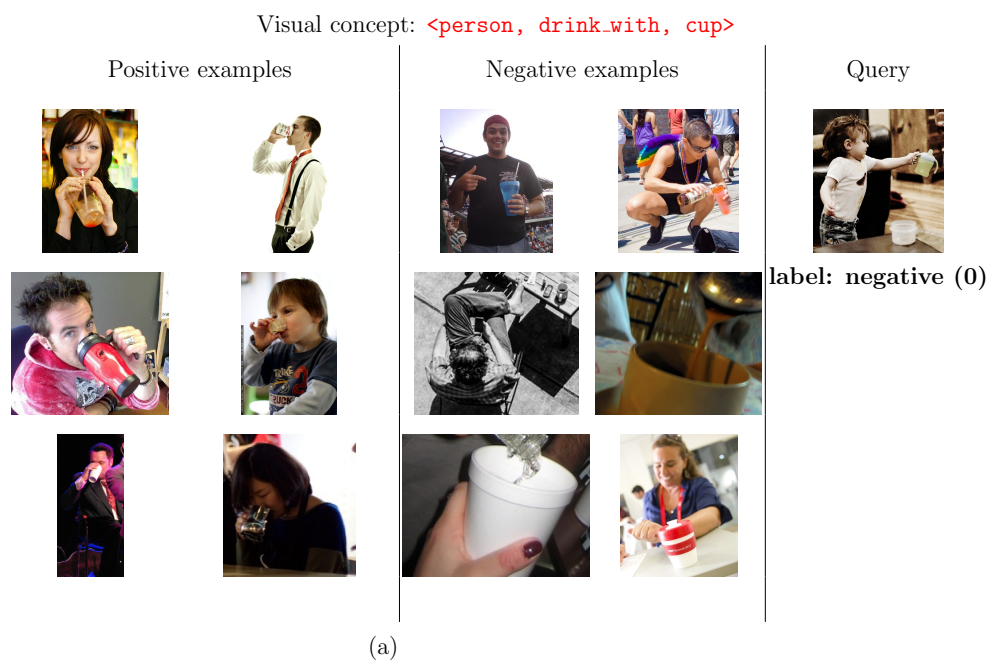 Visual concept: <person, drink_with, cup>
Positive examples
Negative examples
Query
label: negative (0)
(a)